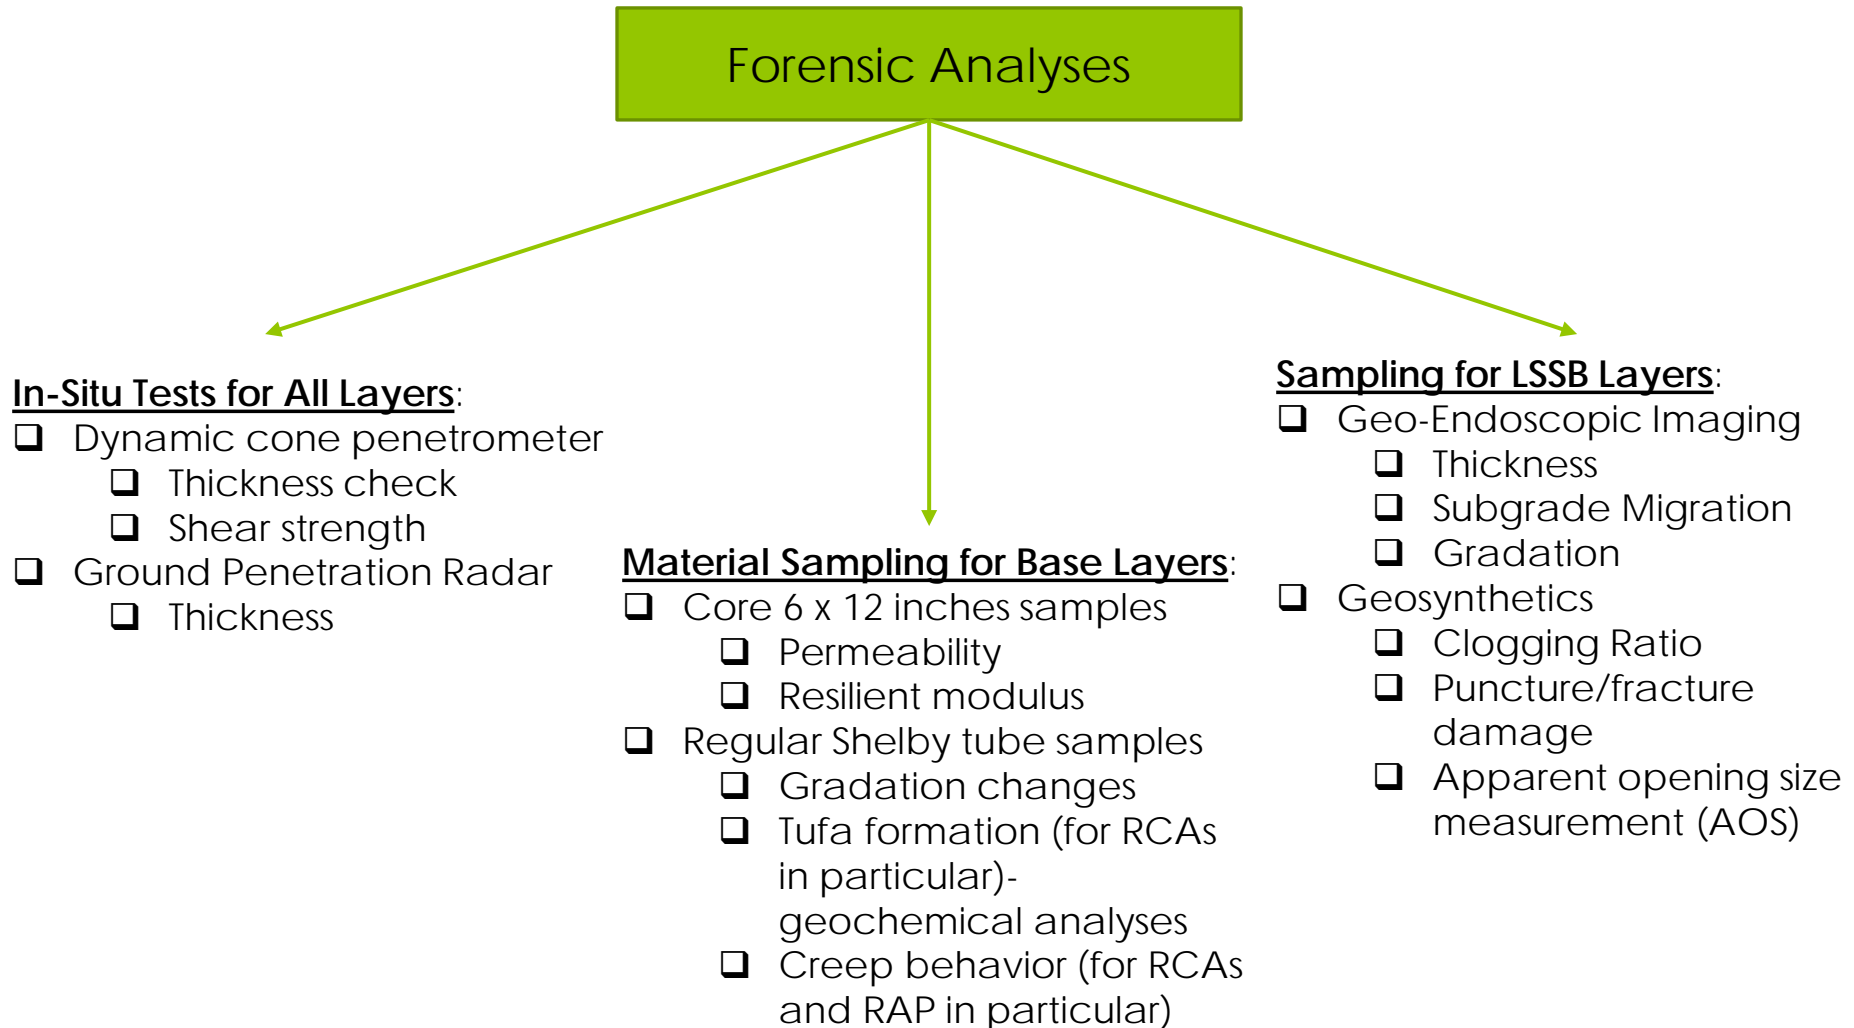 Forensic Analyses
In-Situ Tests for All Layers:
Dynamic cone penetrometer
Thickness check
Shear strength
Ground Penetration Radar
Thickness
Material Sampling for Base Layers:
Core 6 x 12 inches samples
Permeability
Resilient modulus
Regular Shelby tube samples
Gradation changes
Tufa formation (for RCAs
in particular)-
geochemical analyses
Creep behavior (for RCAs
and RAP in particular)
Sampling for LSSB Layers:
Geo-Endoscopic Imaging
Thickness
Subgrade Migration
Gradation
Geosynthetics
Clogging Ratio
Puncture/fracture
damage
Apparent opening size
measurement (AOS)